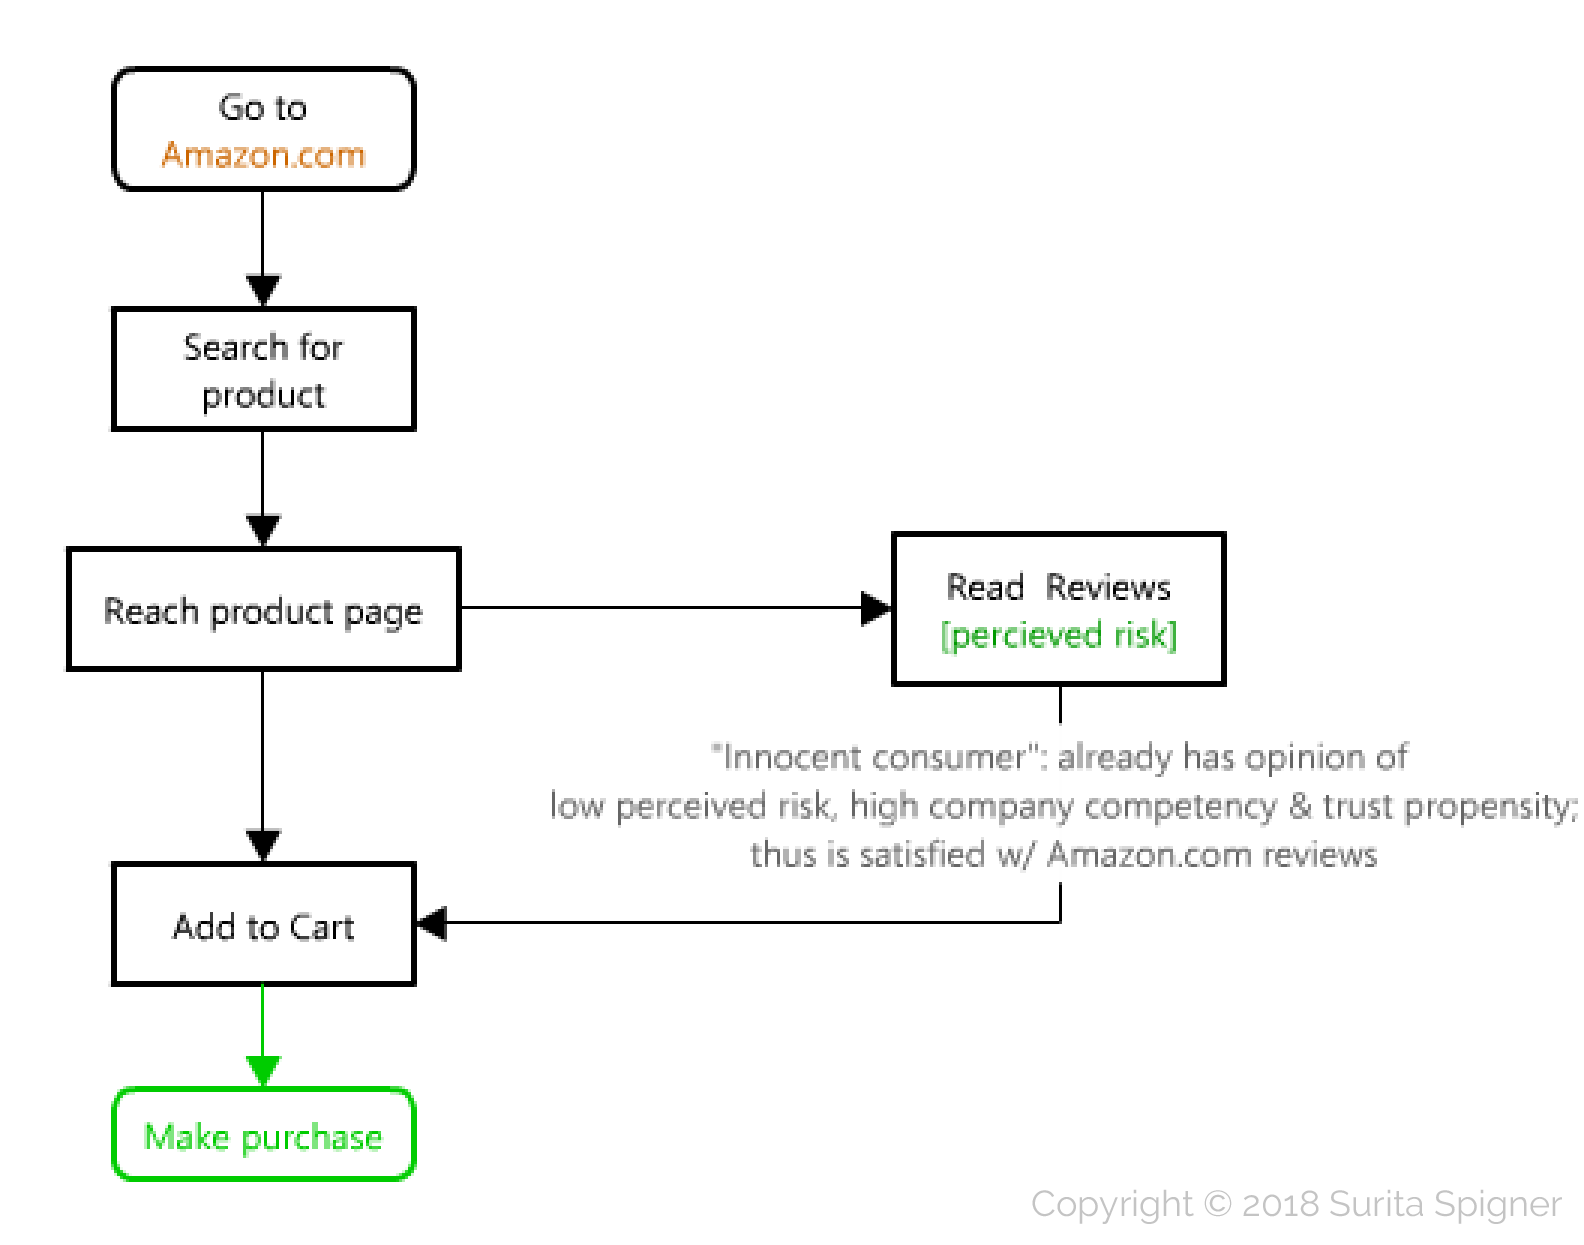 Go to
Amazon.com
Search for
product
Reach product page
Read Reviews
[percieved risk]
"Innocent consumer": already has opinion of
low perceived risk, high company competency & trust propensity;
thus is satisfied w/ Amazon.com reviews
Add to Cart
Make purchase
Copyright © 2018 Surita Spigner